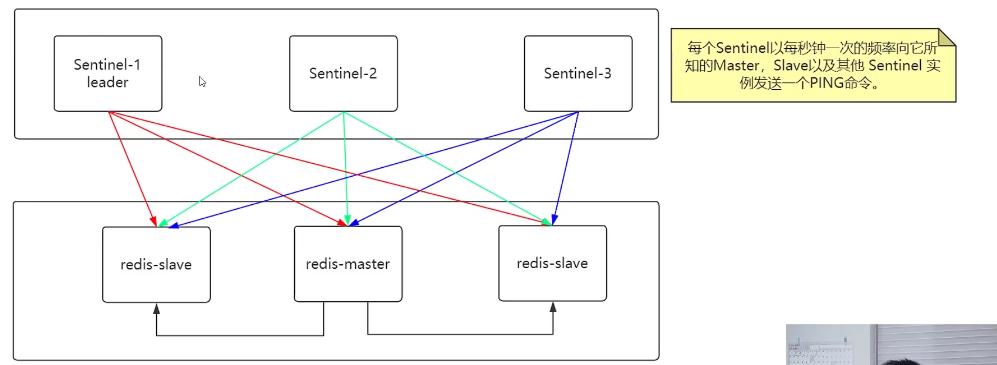 Sentinel-1
leader
Sentinel-2
Sentinel-3
每个Sentinel以每秒钟一次的频率向它所
知的Master，Slave以及其他 Sentinel 实
例发送一个PING命令。
redis-slave
redis-master
redis-slave